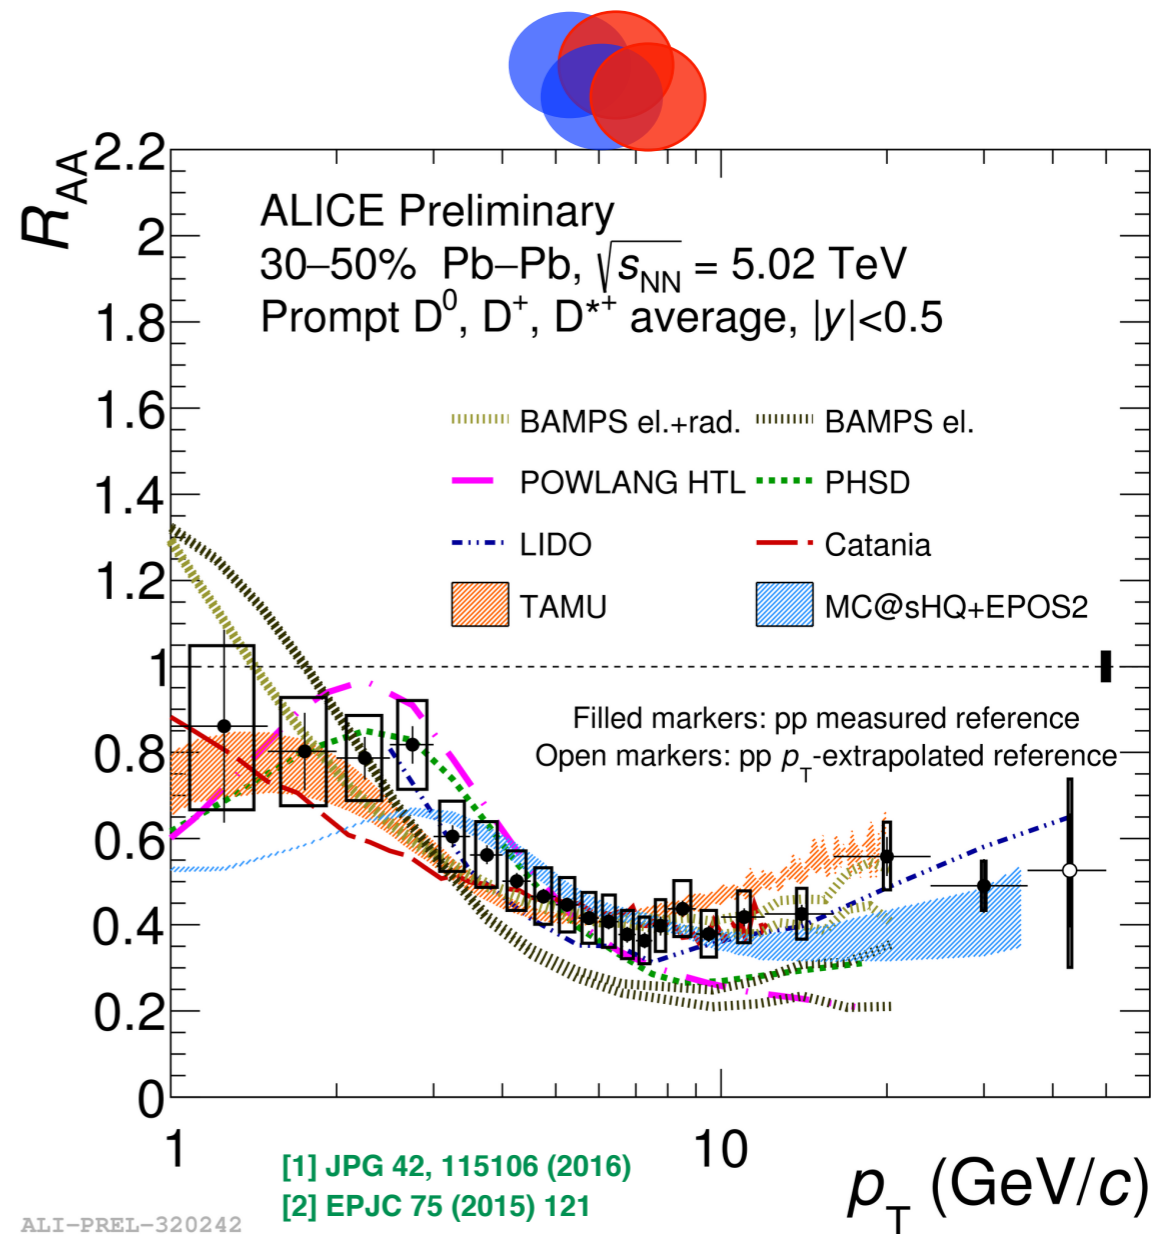 R_AA
2.2
2
1.8
1.6
1.4
1.2
1
0.8
0.6
0.4
0.2
0
ALICE Preliminary
30–50% Pb–Pb, √s_NN = 5.02 TeV
Prompt D⁰, D⁺, D*⁺ average, |y|<0.5
BAMPS el.+rad. BAMPS el.
POWLANG HTL PHSD
LIDO Catania
TAMU MC@sHQ+EPOS2
Filled markers: pp measured reference
Open markers: pp p_T-extrapolated reference
1 10
p_T (GeV/c)
[1] JPG 42, 115106 (2016)
[2] EPJC 75 (2015) 121
ALI-PREL-320242